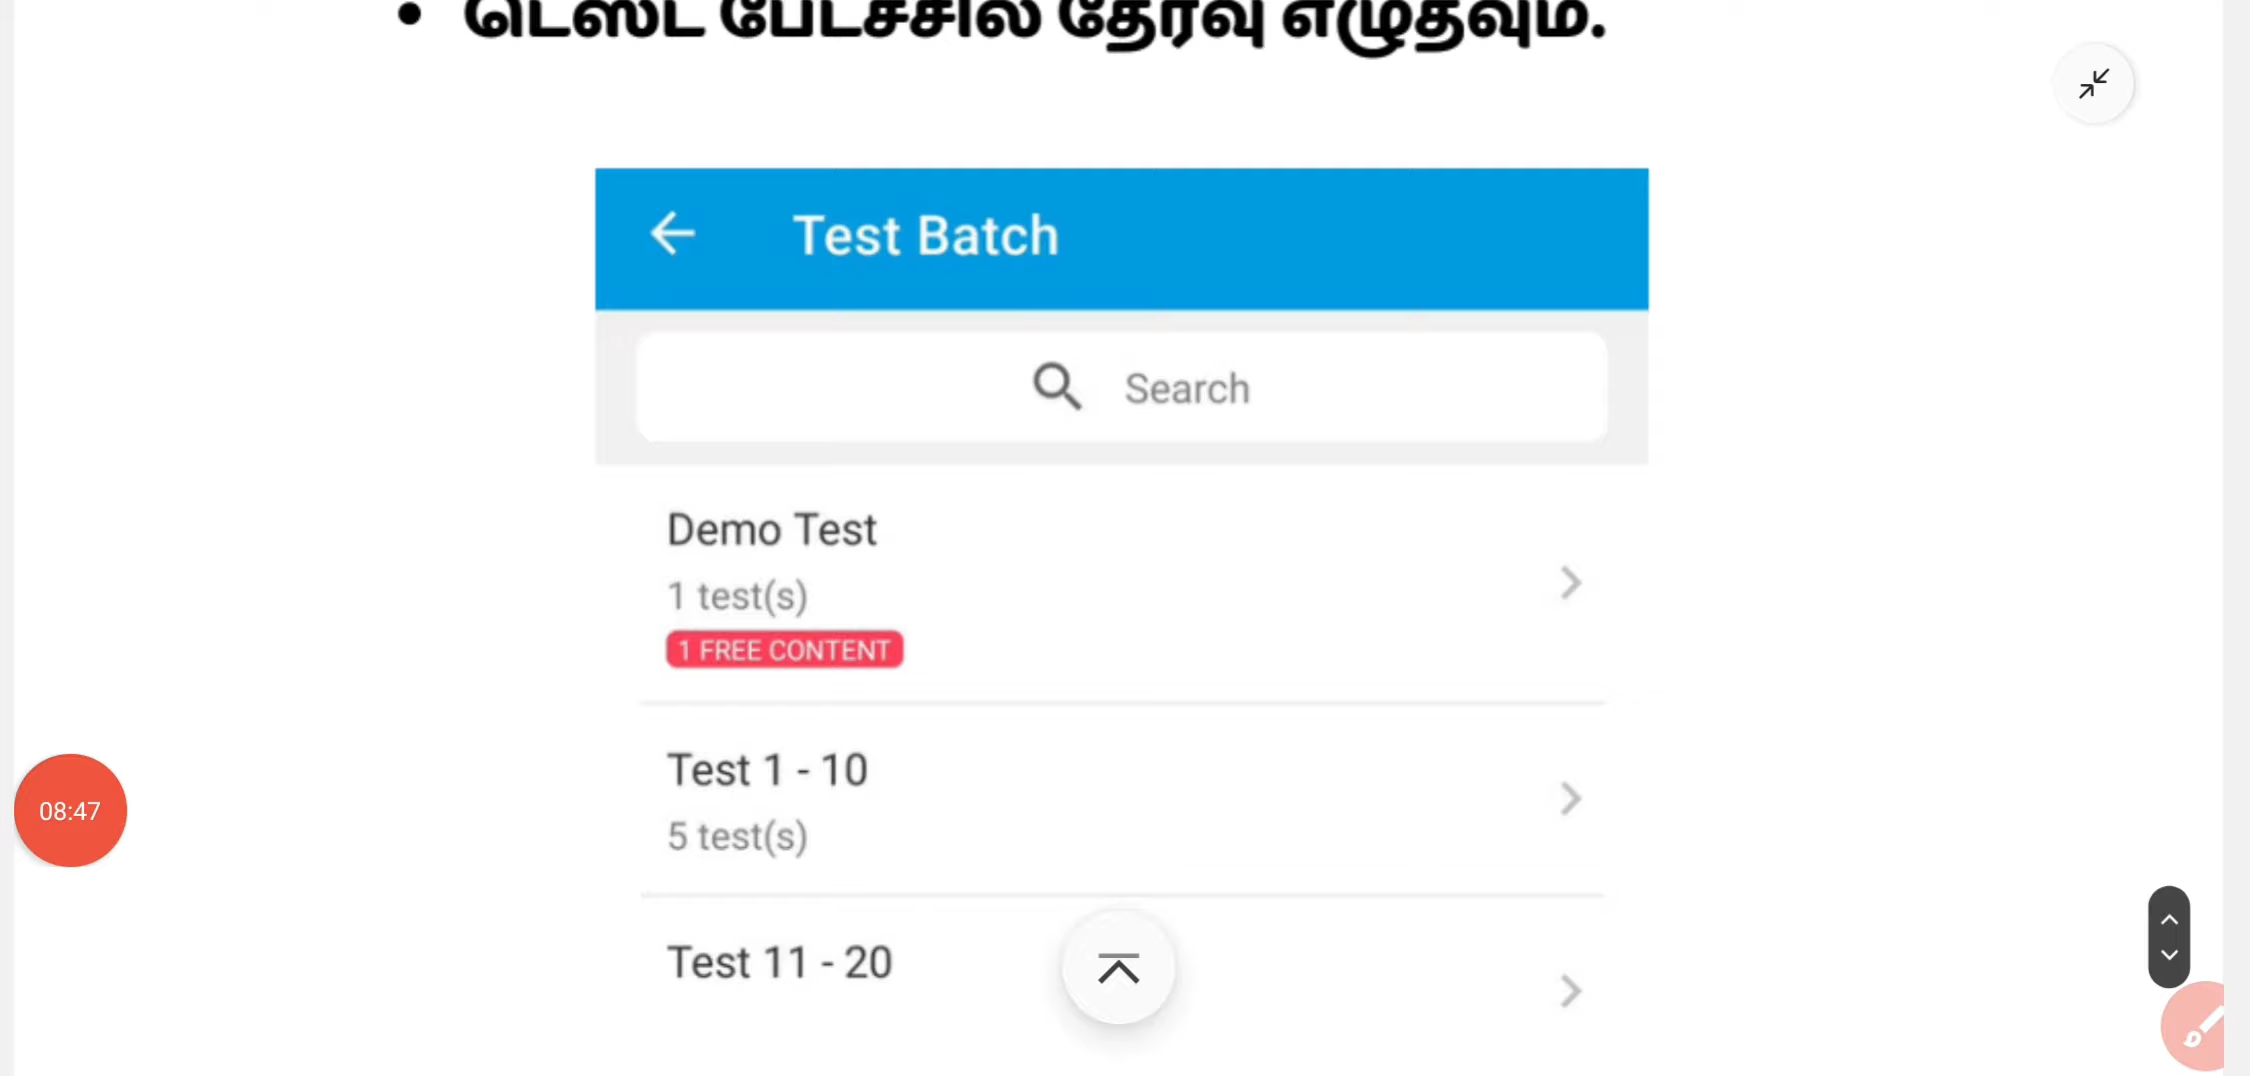 • டெஸ்ட் பேட்ச்சில் தேர்வு எழுதவும்.
Test Batch
Search
Demo Test
1 test(s)
1 FREE CONTENT
Test 1 - 10
08:47
5 test(s)
Test 11 - 20